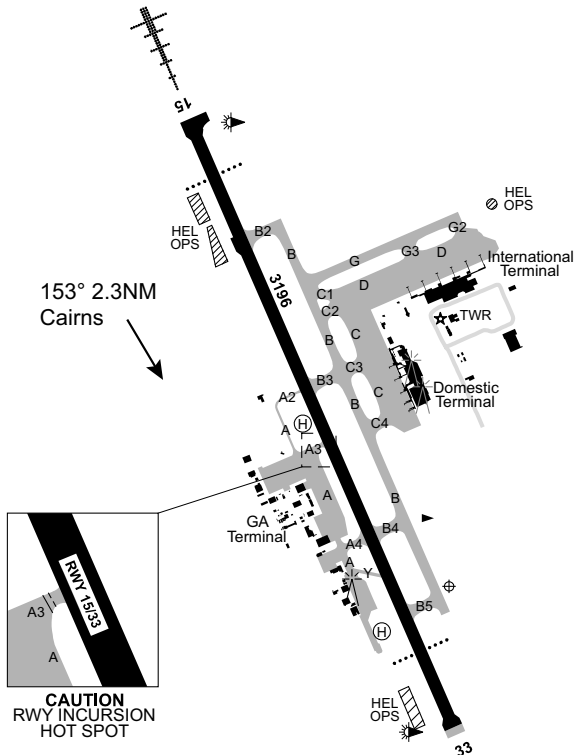 15
HEL
OPS
HEL
OPS
B2
G2
G3
B
G
D
D
International
Terminal
C1
3196
153° 2.3NM
Cairns
C2
TWR
B
C
C3
B3
Domestic
Terminal
A2
B
C
H
C4
A
A3
A
B
GA
Terminal
B4
A4
A
Y
B5
H
RWY 15/33
A3
A
CAUTION
RWY INCURSION
HOT SPOT
HEL
OPS
33